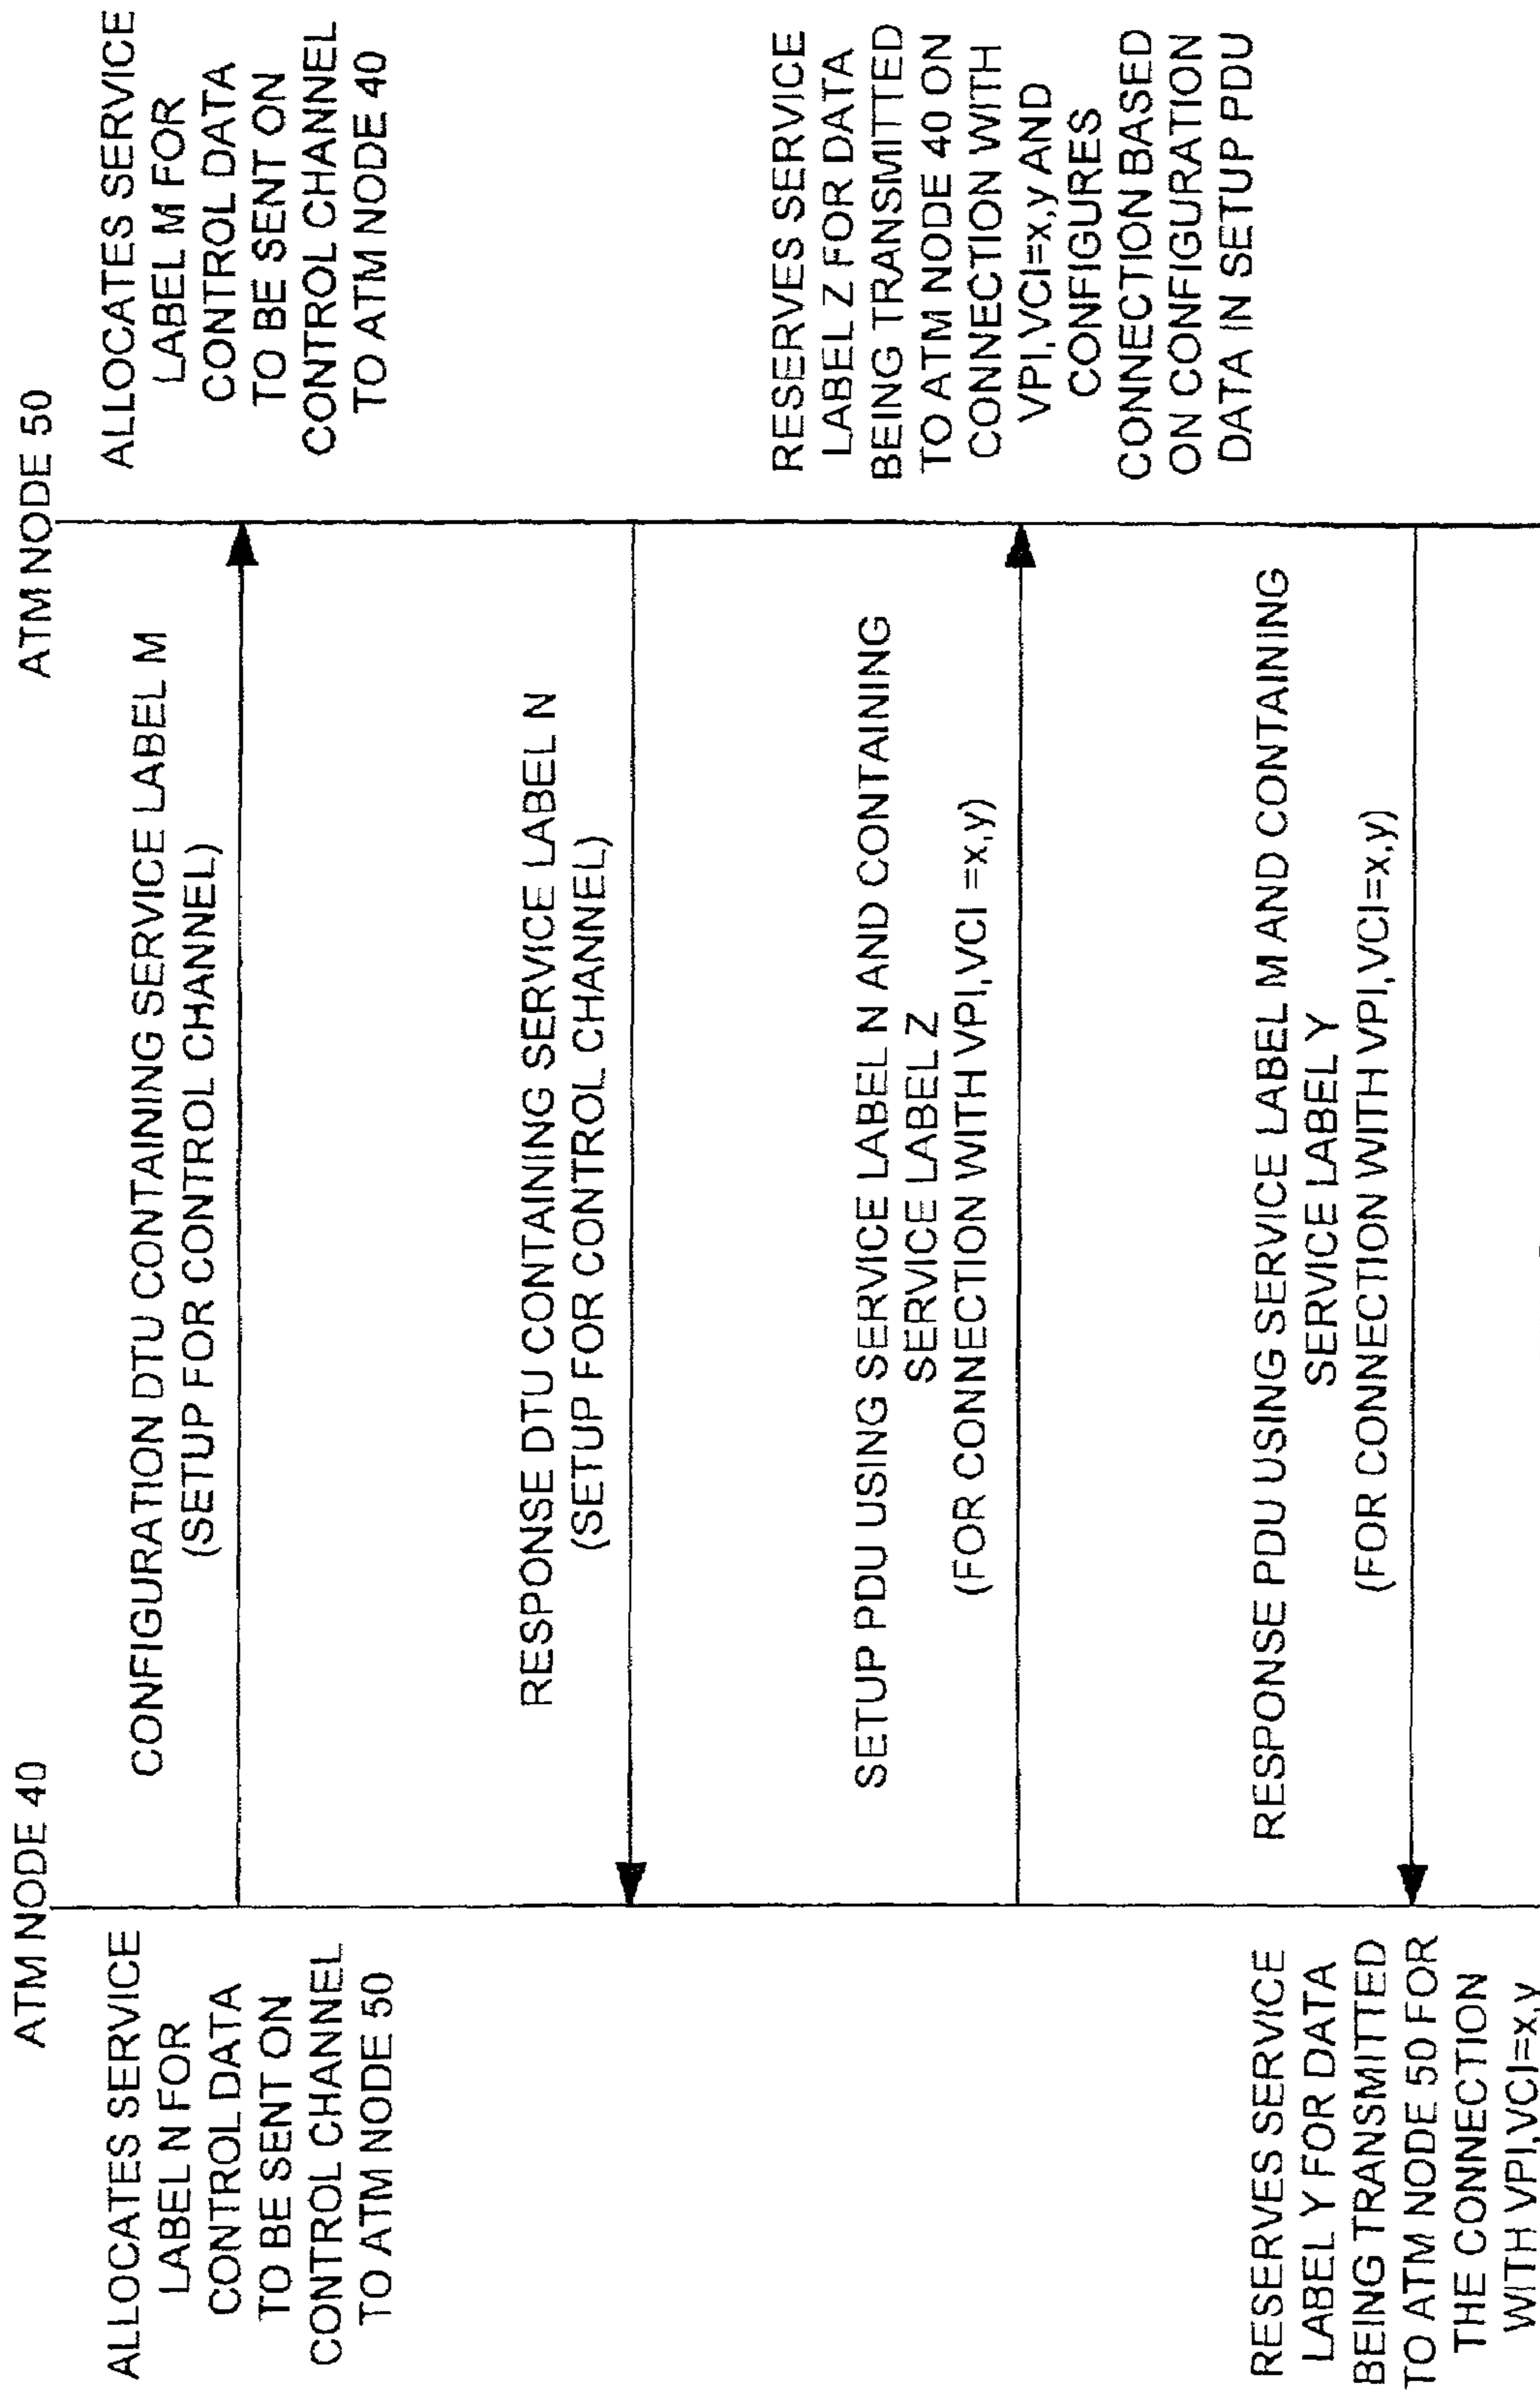 ATM NODE 40
ATM NODE 50
ALLOCATES SERVICE
LABEL N FOR
CONTROL DATA
TO BE SENT ON
CONTROL CHANNEL
TO ATM NODE 50
CONFIGURATION DTU CONTAINING SERVICE LABEL M
(SETUP FOR CONTROL CHANNEL)
ALLOCATES SERVICE
LABEL M FOR
CONTROL DATA
TO BE SENT ON
CONTROL CHANNEL
TO ATM NODE 40
RESPONSE DTU CONTAINING SERVICE LABEL N
(SETUP FOR CONTROL CHANNEL)
SETUP PDU USING SERVICE LABEL N AND CONTAINING
SERVICE LABEL Z
(FOR CONNECTION WITH VPI,VCI =x,y)
RESERVES SERVICE
LABEL Z FOR DATA
BEING TRANSMITTED
TO ATM NODE 40 ON
CONNECTION WITH
VPI,VCI=x,y AND
CONFIGURES
CONNECTION BASED
ON CONFIGURATION
DATA IN SETUP PDU
RESPONSE PDU USING SERVICE LABEL M AND CONTAINING
SERVICE LABEL Y
(FOR CONNECTION WITH VPI,VCI=x,y)
RESERVES SERVICE
LABEL Y FOR DATA
BEING TRANSMITTED
TO ATM NODE 50 FOR
THE CONNECTION
WITH VPI,VCI=x,y